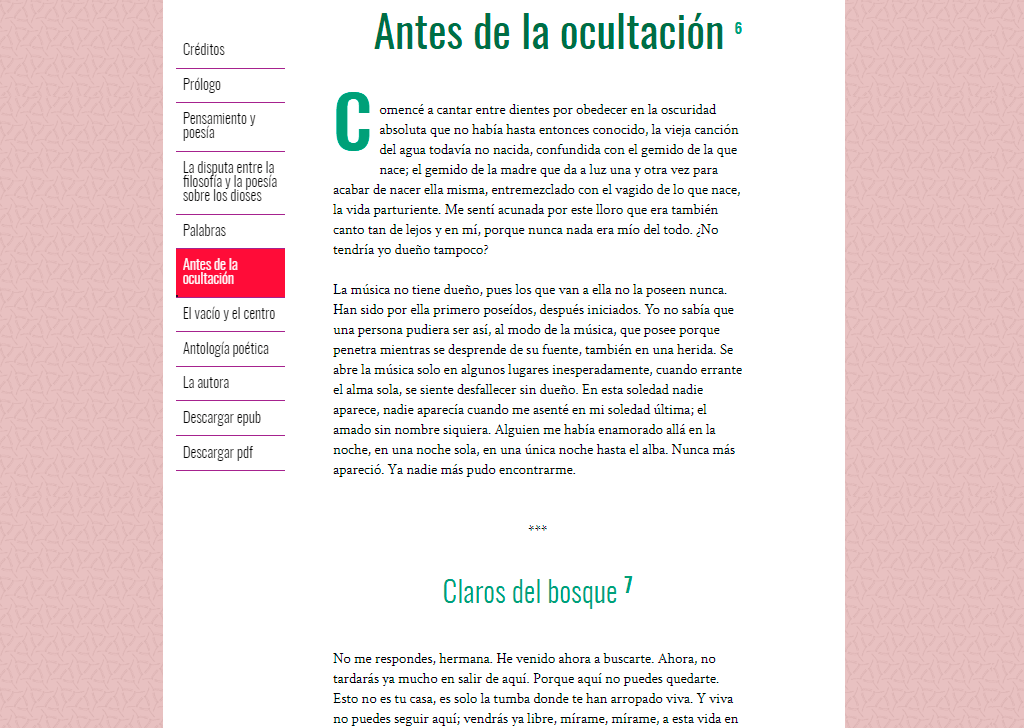 Créditos
Prólogo
Pensamiento y
poesía
La disputa entre la
filosofía y la poesía
sobre los dioses
Palabras
Antes de la
ocultación
El vacío y el centro
Antología poética
La autora
Descargar epub
Descargar pdf
Antes de la ocultación 6
Comencé a cantar entre dientes por obedecer en la oscuridad
absoluta que no había hasta entonces conocido, la vieja canción
del agua todavía no nacida, confundida con el gemido de la que
nace; el gemido de la madre que da a luz una y otra vez para
acabar de nacer ella misma, entremezclado con el vagido de lo que nace,
la vida parturiente. Me sentí acunada por este lloro que era también
canto tan de lejos y en mí, porque nunca nada era mío del todo. ¿No
tendría yo dueño tampoco?
La música no tiene dueño, pues los que van a ella no la poseen nunca.
Han sido por ella primero poseídos, después iniciados. Yo no sabía que
una persona pudiera ser así, al modo de la música, que posee porque
penetra mientras se desprende de su fuente, también en una herida. Se
abre la música solo en algunos lugares inesperadamente, cuando errante
el alma sola, se siente desfallecer sin dueño. En esta soledad nadie
aparece, nadie aparecía cuando me asenté en mi soledad última; el
amado sin nombre siquiera. Alguien me había enamorado allá en la
noche, en una noche sola, en una única noche hasta el alba. Nunca más
apareció. Ya nadie más pudo encontrarme.
***
Claros del bosque 7
No me respondes, hermana. He venido ahora a buscarte. Ahora, no
tardarás ya mucho en salir de aquí. Porque aquí no puedes quedarte.
Esto no es tu casa, es solo la tumba donde te han arropado viva. Y viva
no puedes seguir aquí; vendrás ya libre, mírame, mírame, a esta vida en